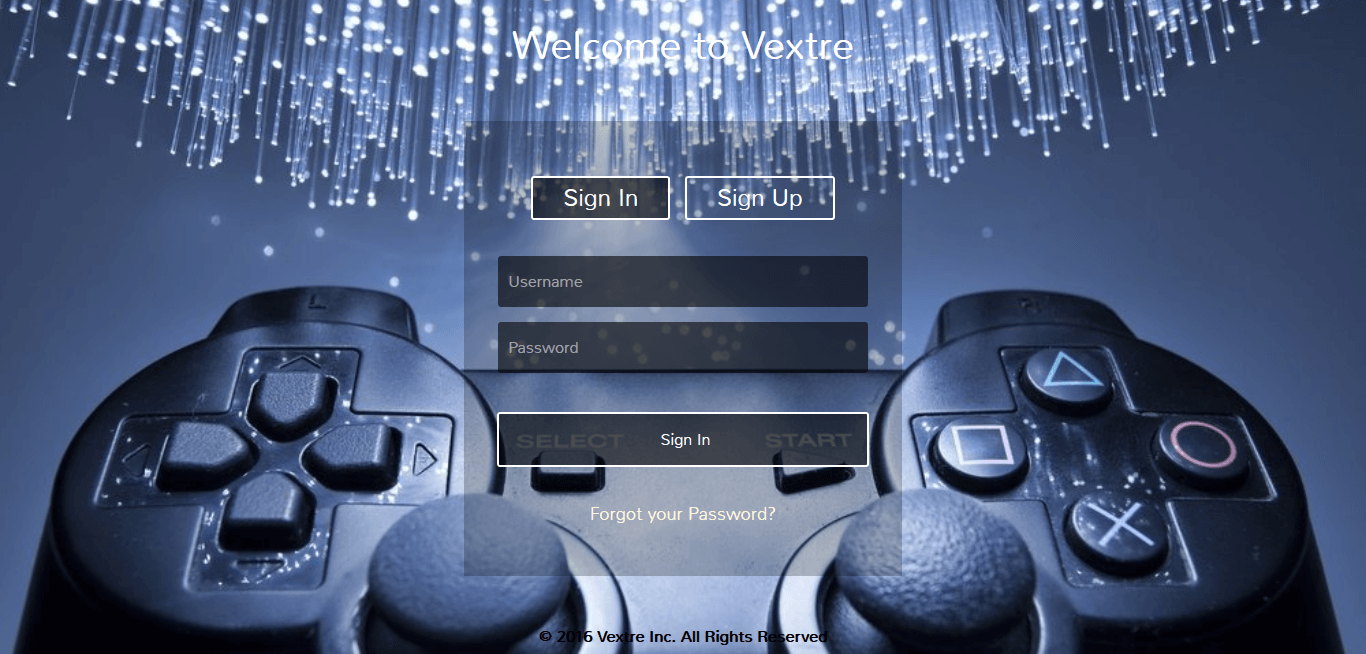 Welcome to Vextre
Sign In
Sign Up
Username
Password
SELECT
START
Sign In
Forgot your Password?
© 2016 Vextre Inc. All Rights Reserved